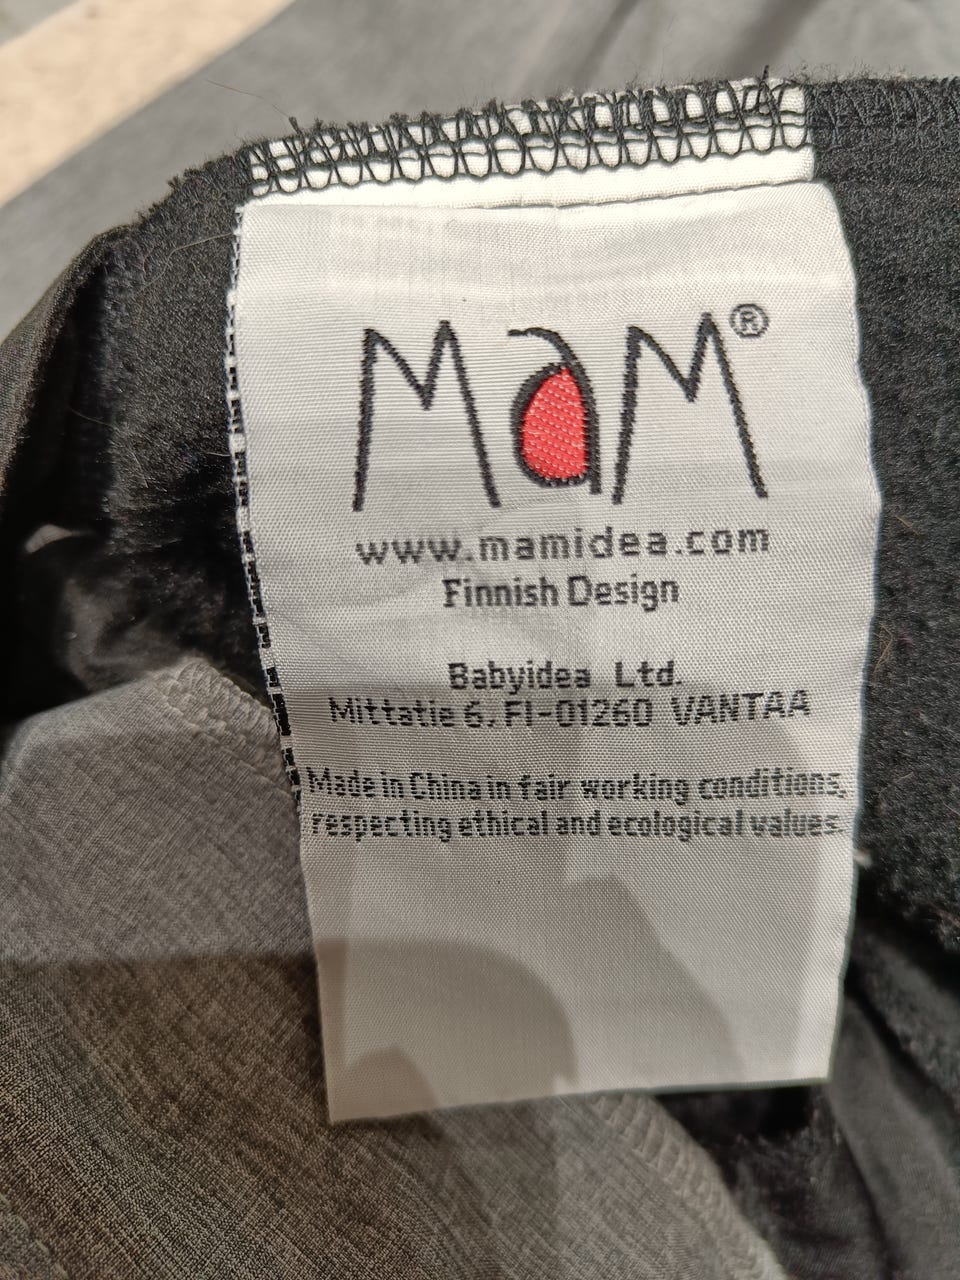 MaM®
www.mamidea.com
Finnish Design
Babyidea Ltd.
Mittatie 6, FI-01260 VANTAA
Made in China in fair working conditions,
respecting ethical and ecological values.